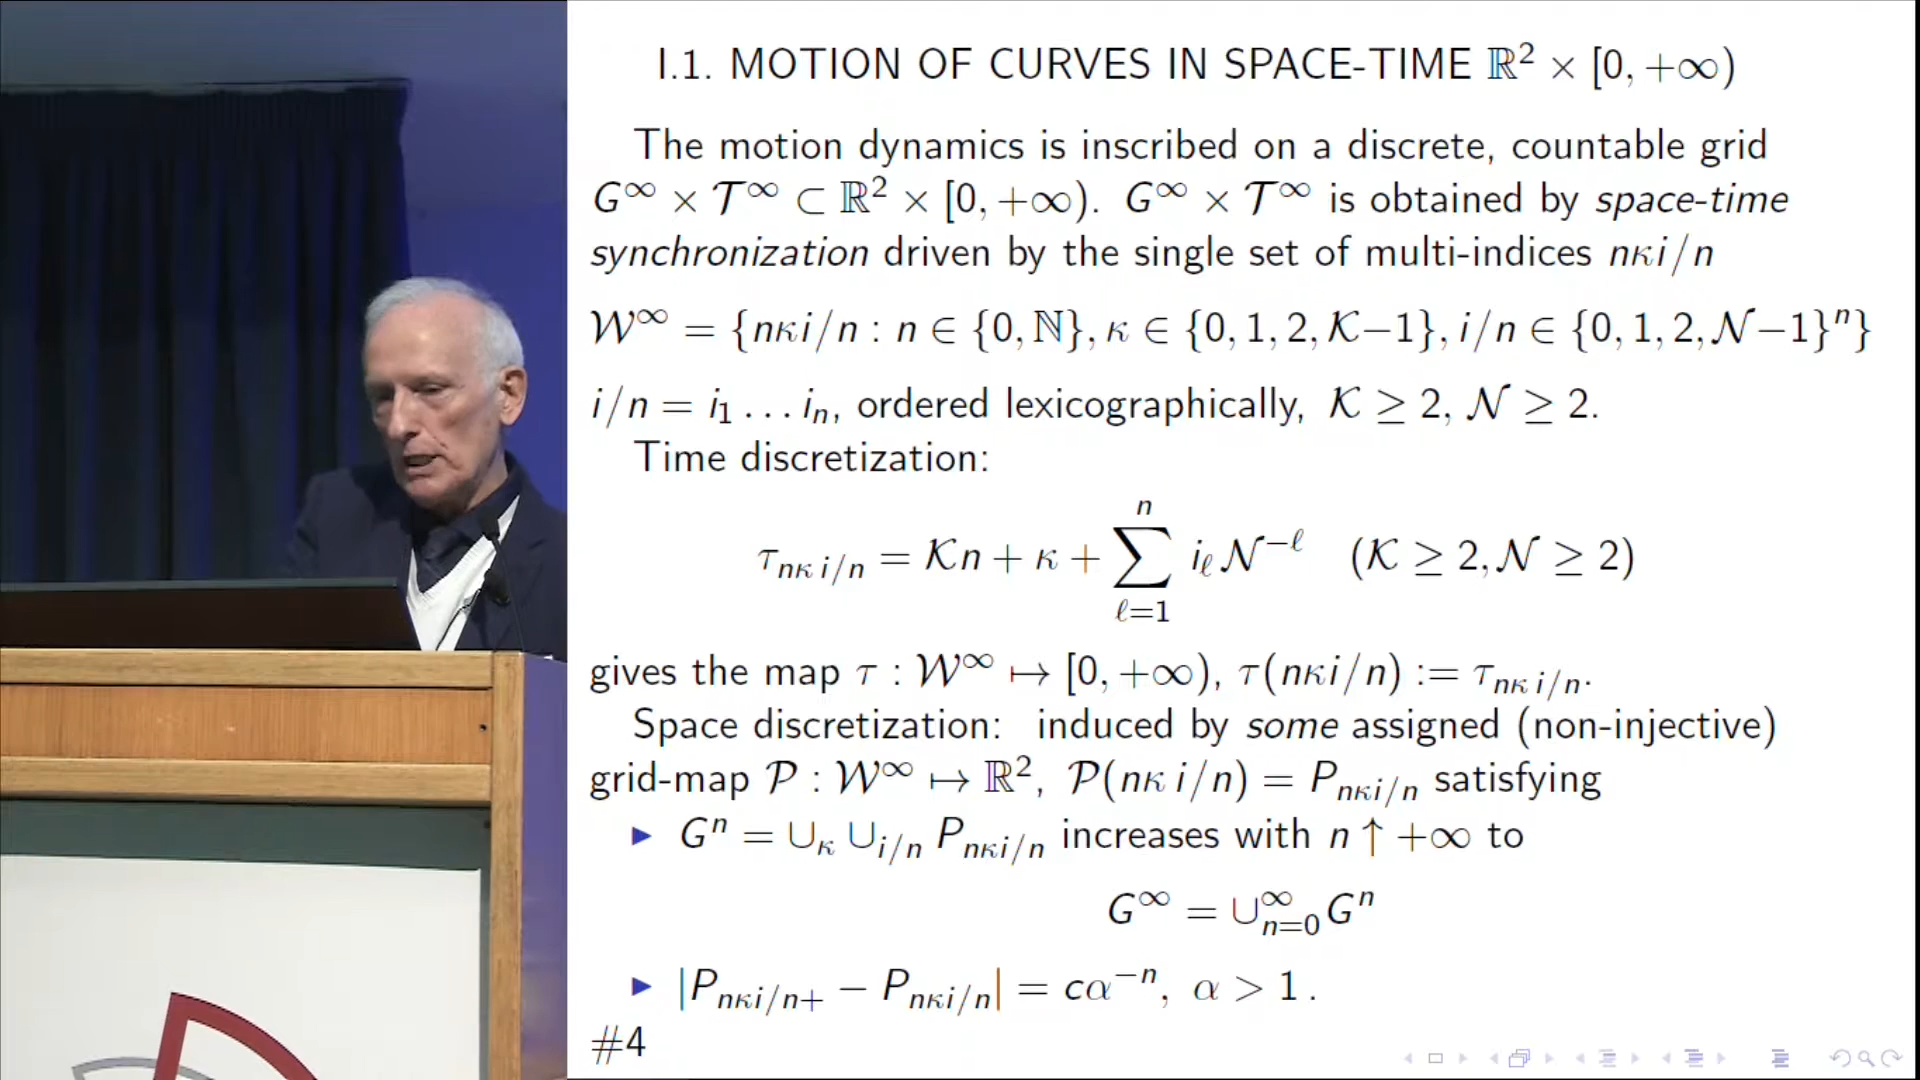 I.1. MOTION OF CURVES IN SPACE-TIME ℝ² × [0, +∞)
The motion dynamics is inscribed on a discrete, countable grid
G^∞ × 𝒯^∞ ⊂ ℝ² × [0, +∞). G^∞ × 𝒯^∞ is obtained by space-time
synchronization driven by the single set of multi-indices nκi/n
𝒲^∞ = {nκi/n : n ∈ {0, ℕ}, κ ∈ {0, 1, 2, 𝒦−1}, i/n ∈ {0, 1, 2, 𝒩−1}^n}
i/n = i₁ … i_n, ordered lexicographically, 𝒦 ≥ 2, 𝒩 ≥ 2.
Time discretization:
τ_{nκ i/n} = 𝒦n + κ + ∑_{ℓ=1}^{n} i_ℓ 𝒩^{−ℓ} (𝒦 ≥ 2, 𝒩 ≥ 2)
gives the map τ : 𝒲^∞ ↦ [0, +∞), τ(nκi/n) := τ_{nκ i/n}.
Space discretization: induced by some assigned (non-injective)
grid-map 𝒫 : 𝒲^∞ ↦ ℝ², 𝒫(nκ i/n) = P_{nκi/n} satisfying
▶ G^n = ∪_κ ∪_{i/n} P_{nκi/n} increases with n ↑ +∞ to
G^∞ = ∪_{n=0}^∞ G^n
▶ |P_{nκi/n+} − P_{nκi/n}| = cα^{−n}, α > 1.
#4